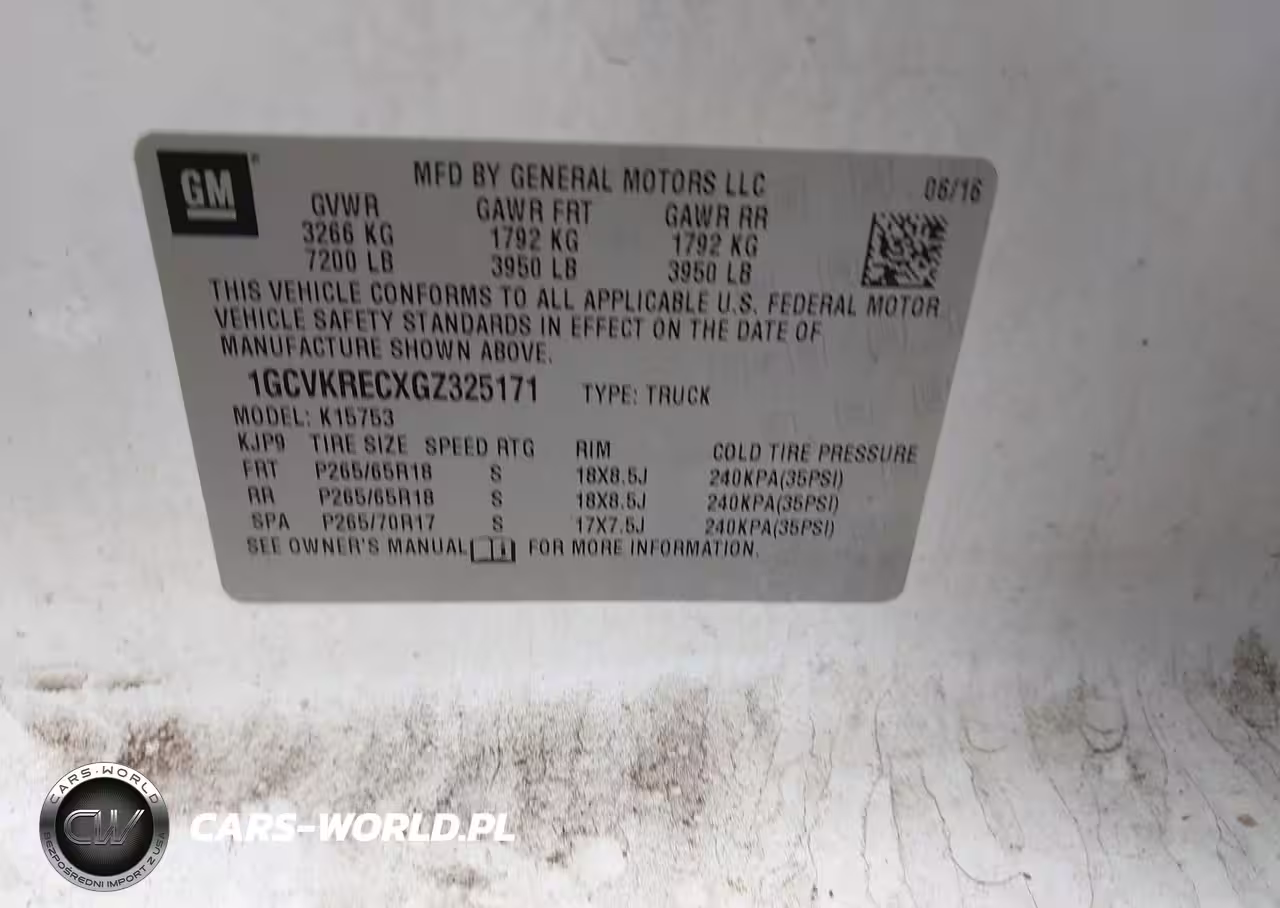 GM®
MFD BY GENERAL MOTORS LLC
06/16
GVWR GAWR FRT GAWR RR
3266 KG 1792 KG 1792 KG
7200 LB 3950 LB 3950 LB
THIS VEHICLE CONFORMS TO ALL APPLICABLE U.S. FEDERAL MOTOR
VEHICLE SAFETY STANDARDS IN EFFECT ON THE DATE OF
MANUFACTURE SHOWN ABOVE.
1GCVKRECXGZ325171 TYPE: TRUCK
MODEL: K15753
KJP9 TIRE SIZE SPEED RTG RIM COLD TIRE PRESSURE
FRT P265/65R18 S 18X8.5J 240KPA(35PSI)
RR P265/65R18 S 18X8.5J 240KPA(35PSI)
SPA P265/70R17 S 17X7.5J 240KPA(35PSI)
SEE OWNER'S MANUAL FOR MORE INFORMATION.
CARS-WORLD
CW
BEZPOŚREDNI IMPORT Z USA
CARS-WORLD.PL